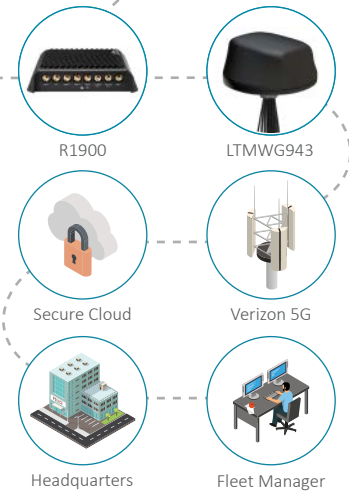 R1900
LTMWG943
Secure Cloud
Verizon 5G
Headquarters
Fleet Manager